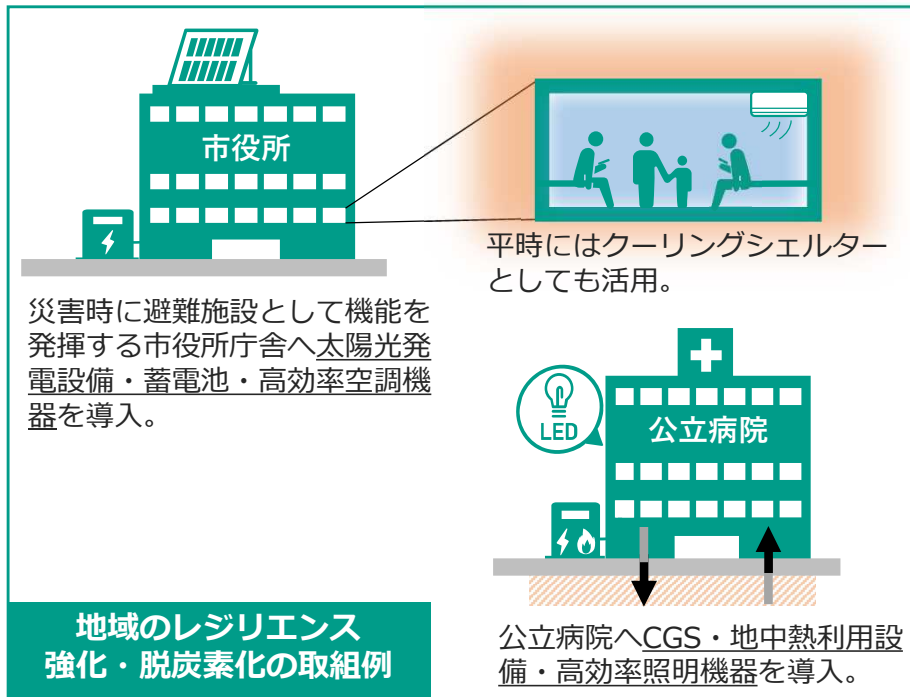 市役所
平時にはクーリングシェルター
としても活用。
災害時に避難施設として機能を
発揮する市役所庁舎へ太陽光発
電設備・蓄電池・高効率空調機
器を導入。
LED
公立病院
公立病院へCGS・地中熱利用設
備・高効率照明機器を導入。
地域のレジリエンス
強化・脱炭素化の取組例